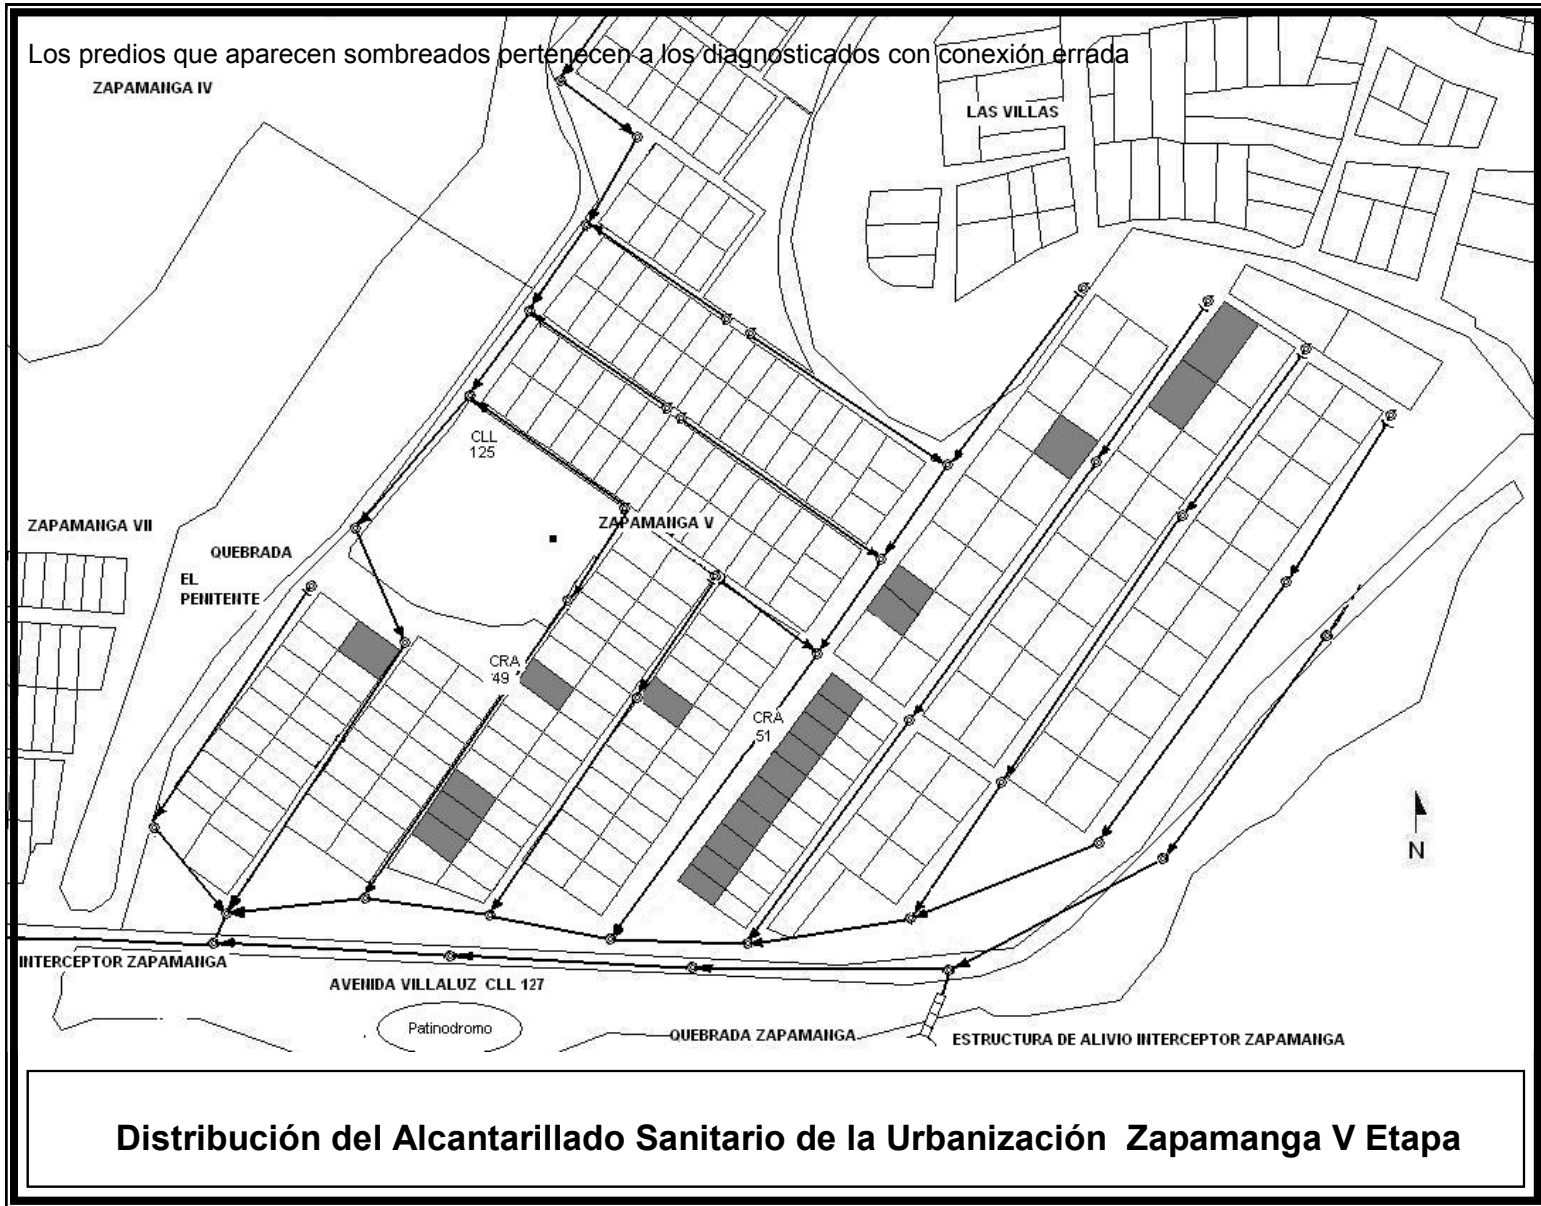 Los predios que aparecen sombreados pertenecen a los diagnosticados con conexión errada
ZAPAMANGA IV
LAS VILLAS
CLL
125
ZAPAMANGA VII
ZAPAMANGA V
QUEBRADA
EL
PENITENTE
CRA
49
CRA
51
N
INTERCEPTOR ZAPAMANGA
AVENIDA VILLALUZ CLL 127
Patinodromo
QUEBRADA ZAPAMANGA
ESTRUCTURA DE ALIVIO INTERCEPTOR ZAPAMANGA
Distribución del Alcantarillado Sanitario de la Urbanización Zapamanga V Etapa